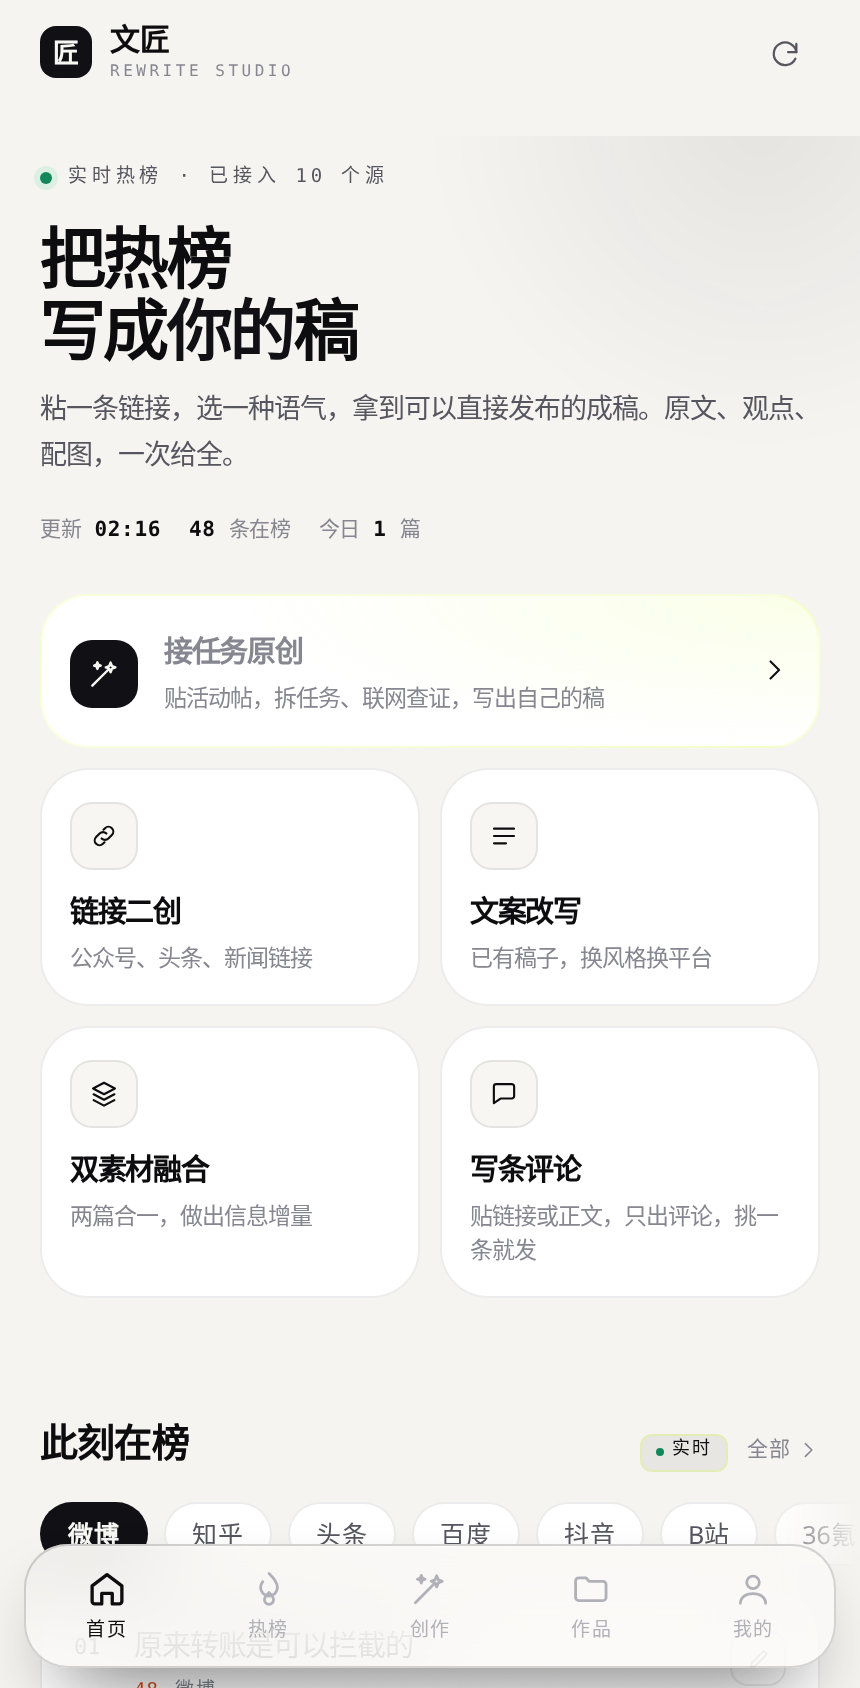 匠
文匠
REWRITE STUDIO
实时热榜 · 已接入 10 个源
把热榜
写成你的稿
粘一条链接，选一种语气，拿到可以直接发布的成稿。原文、观点、
配图，一次给全。
更新 02:16 48 条在榜 今日 1 篇
接任务原创
贴活动帖，拆任务、联网查证，写出自己的稿
链接二创
公众号、头条、新闻链接
文案改写
已有稿子，换风格换平台
双素材融合
两篇合一，做出信息增量
写条评论
贴链接或正文，只出评论，挑一
条就发
此刻在榜
实时
全部
微博 知乎 头条 百度 抖音 B站 36氪
首页 热榜 创作 作品 我的
01 原来转账是可以拦截的
48 微博